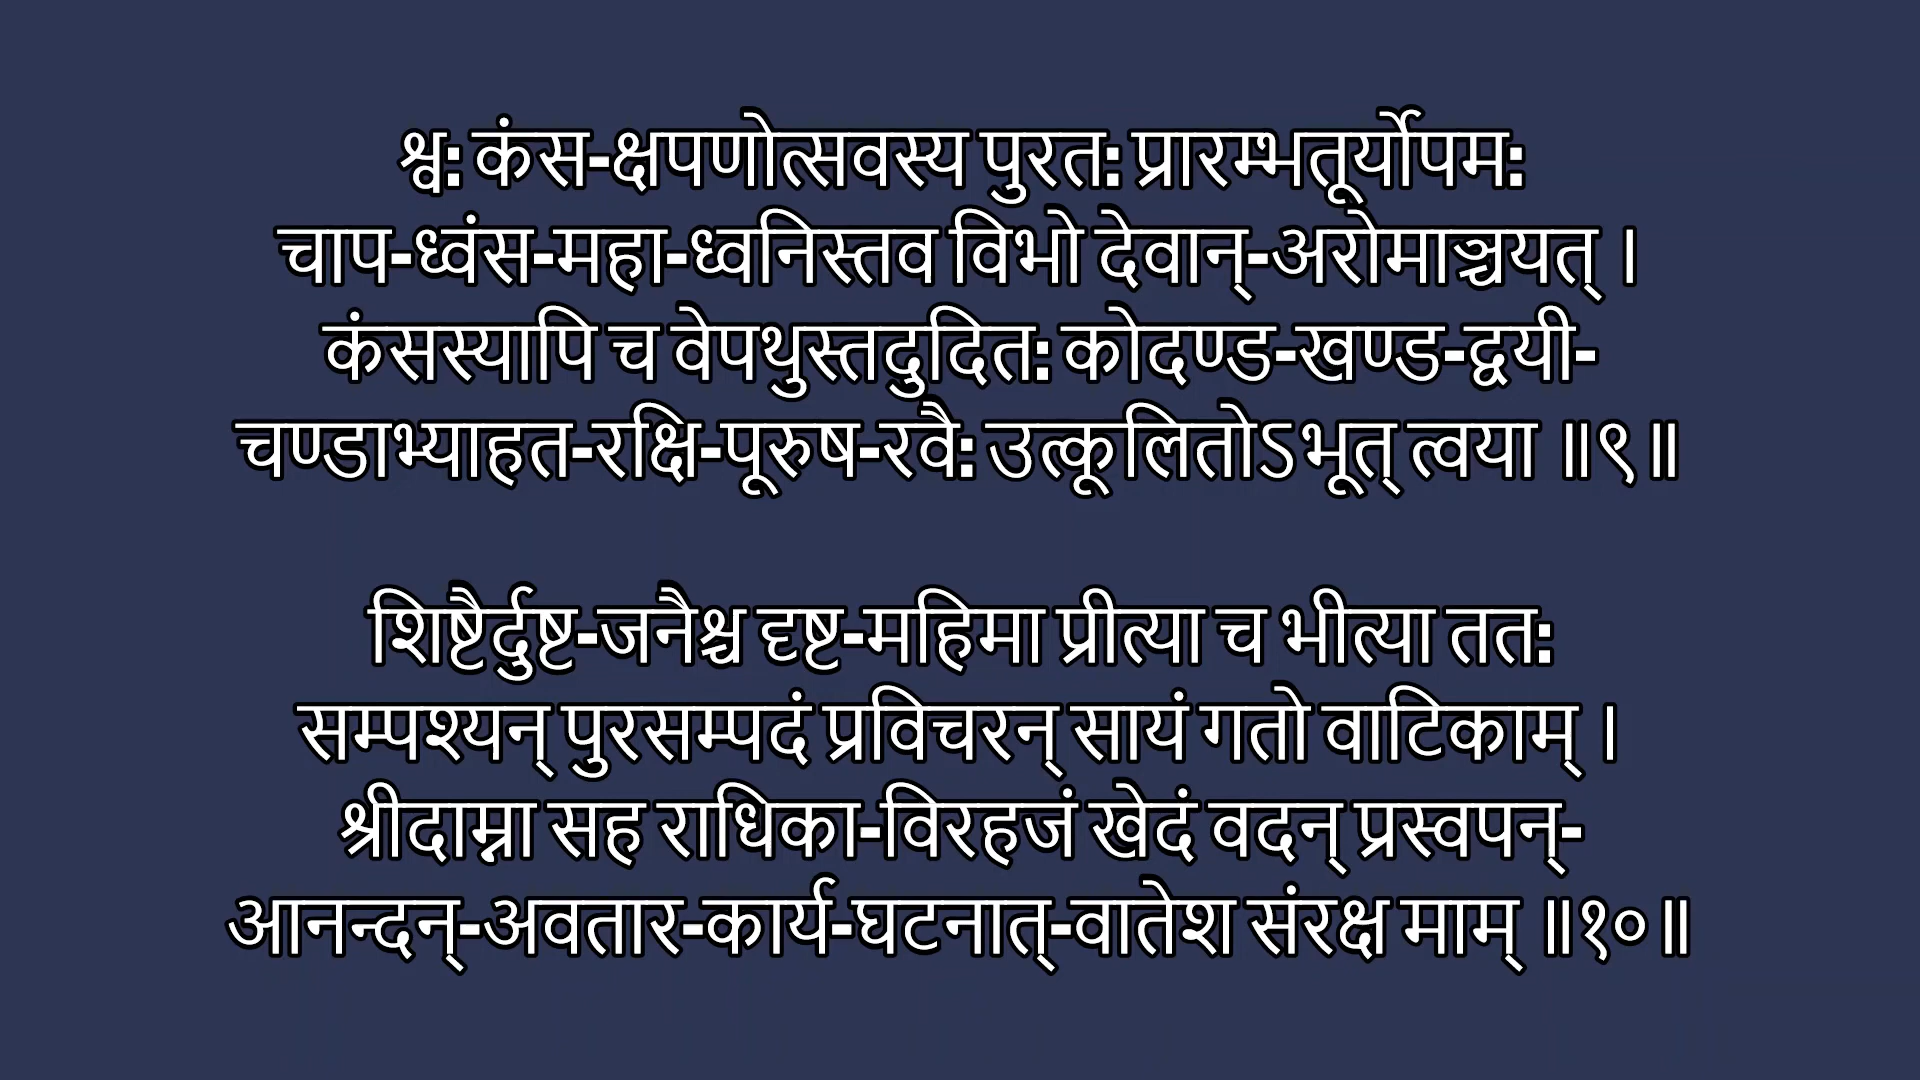 श्व: कंस-क्षपणोत्सवस्य पुरत: प्रारम्भतूर्योपम:
चाप-ध्वंस-महा-ध्वनिस्तव विभो देवान्-अरोमाञ्चयत् ।
कंसस्यापि च वेपथुस्तदुदित: कोदण्ड-खण्ड-द्वयी-
चण्डाभ्याहत-रक्षि-पूरुष-रवै: उत्कूलितोऽभूत् त्वया ॥९॥
शिष्टैर्दुष्ट-जनैश्च दृष्ट-महिमा प्रीत्या च भीत्या तत:
सम्पश्यन् पुरसम्पदं प्रविचरन् सायं गतो वाटिकाम् ।
श्रीदाम्ना सह राधिका-विरहजं खेदं वदन् प्रस्वपन्-
आनन्दन्-अवतार-कार्य-घटनात्-वातेश संरक्ष माम् ॥१०॥